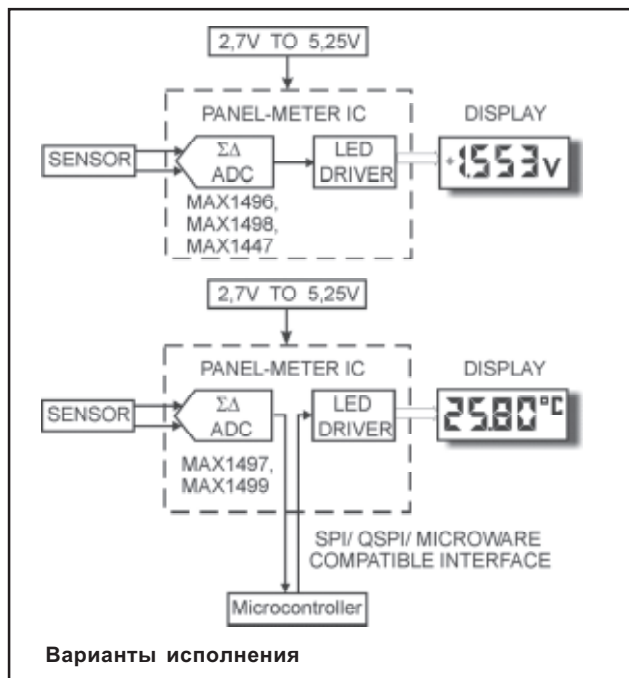 2,7V TO 5,25V
PANEL-METER IC
DISPLAY
SENSOR
ΣΔ
ADC
LED
DRIVER
+1.553v
MAX1496,
MAX1498,
MAX1447
2,7V TO 5,25V
PANEL-METER IC
DISPLAY
SENSOR
ΣΔ
ADC
LED
DRIVER
25.80°C
MAX1497,
MAX1499
SPI/ QSPI/ MICROWARE
COMPATIBLE INTERFACE
Microcontroller
Варианты исполнения